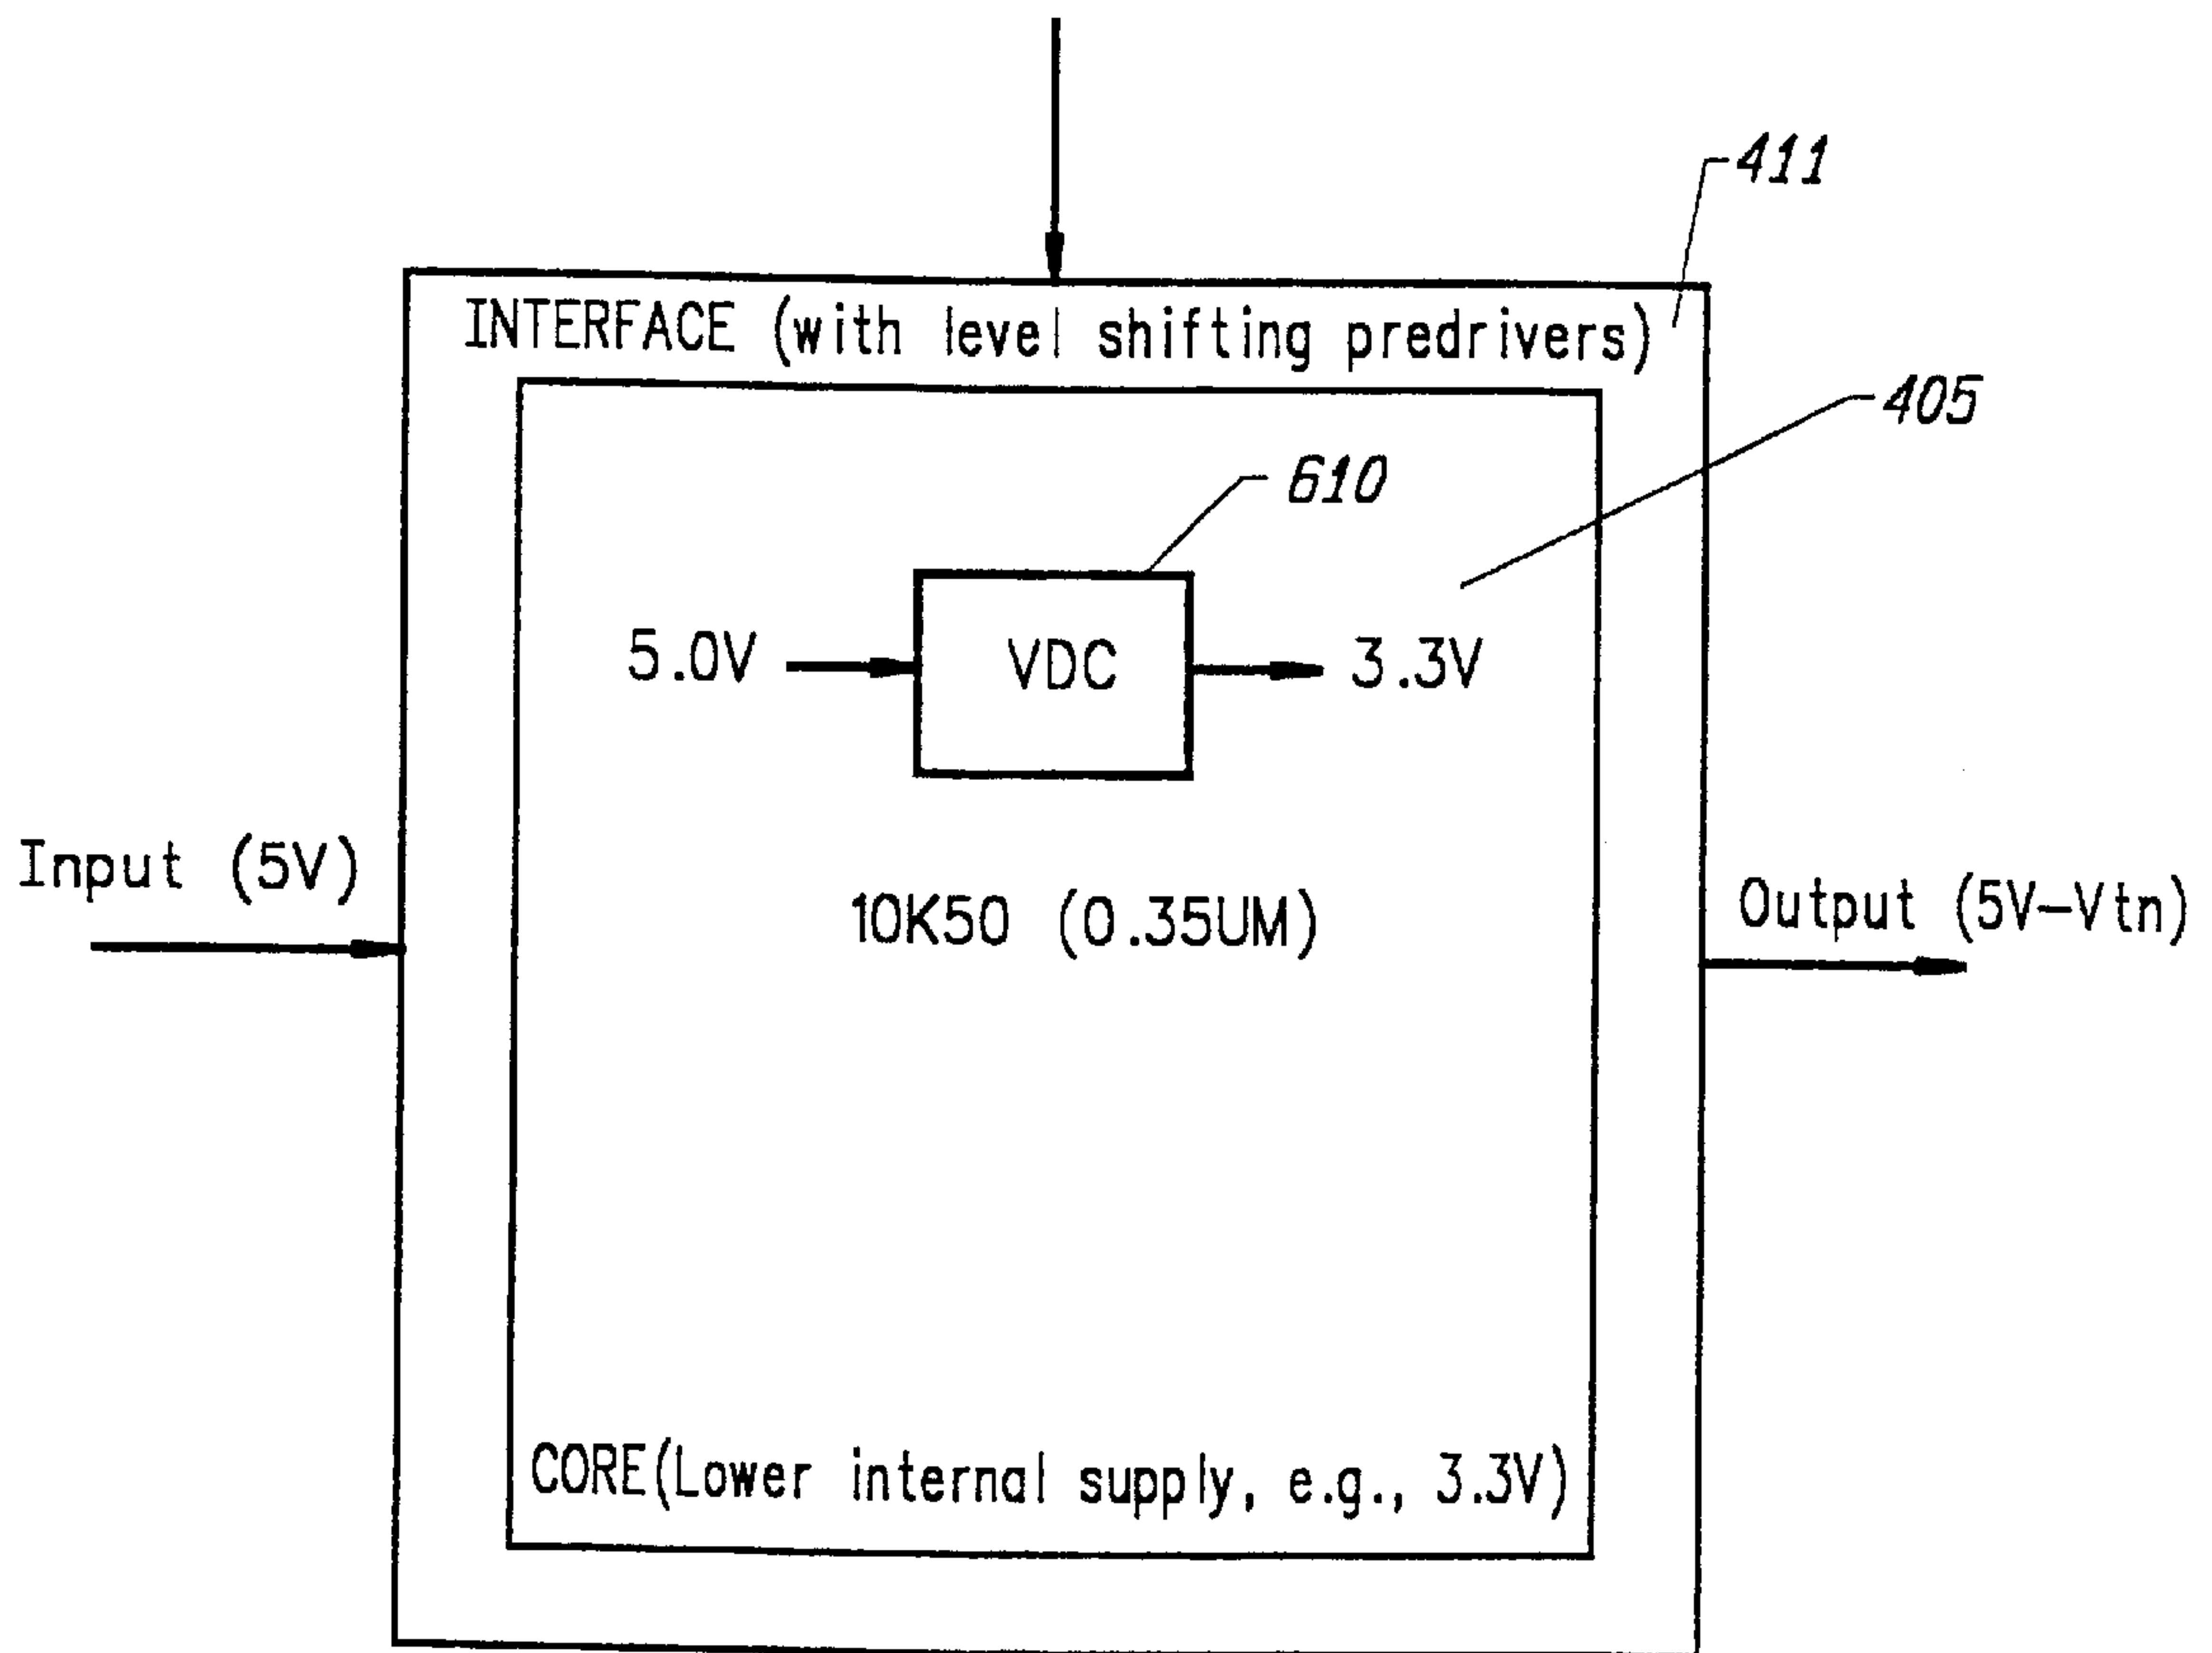 411
INTERFACE (with level shifting predrivers)
405
610
5.0V
VDC
3.3V
Input (5V)
10K50 (0.35UM)
Output (5V-Vtn)
CORE(Lower internal supply, e.g., 3.3V)